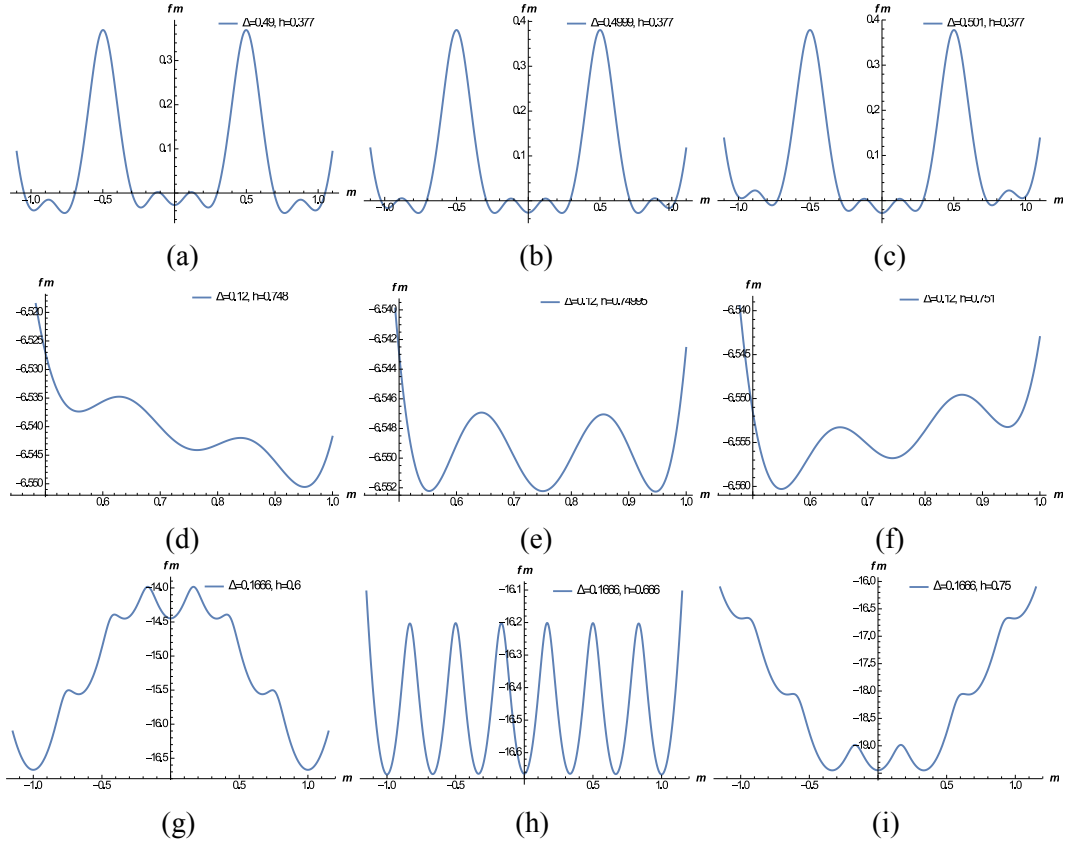 fm
Δ=0.49, h=0.377
0.3
0.2
0.1
-1.0 -0.5 0.5 1.0 m
(a)
fm
Δ=0.4999, h=0.377
0.4
0.3
0.2
0.1
-1.0 -0.5 0.5 1.0 m
(b)
fm
Δ=0.501, h=0.377
0.4
0.3
0.2
0.1
-1.0 -0.5 0.5 1.0 m
(c)
fm
Δ=0.12, h=0.748
-6.520
-6.525
-6.530
-6.535
-6.540
-6.545
-6.550
0.6 0.7 0.8 0.9 1.0 m
(d)
fm
Δ=0.12, h=0.74995
-6.540
-6.542
-6.544
-6.546
-6.548
-6.550
-6.552
0.6 0.7 0.8 0.9 1.0 m
(e)
fm
Δ=0.12, h=0.751
-6.540
-6.545
-6.550
-6.555
-6.560
0.6 0.7 0.8 0.9 1.0 m
(f)
fm
Δ=0.1666, h=0.6
-14.0
-14.5
-15.0
-15.5
-16.0
-16.5
-1.0 -0.5 0.5 1.0 m
(g)
fm
Δ=0.1666, h=0.666
-16.1
-16.2
-16.3
-16.4
-16.5
-16.6
-1.0 -0.5 0.5 1.0 m
(h)
fm
Δ=0.1666, h=0.75
-16.0
-16.5
-17.0
-17.5
-18.0
-18.5
-19.0
-1.0 -0.5 0.5 1.0 m
(i)